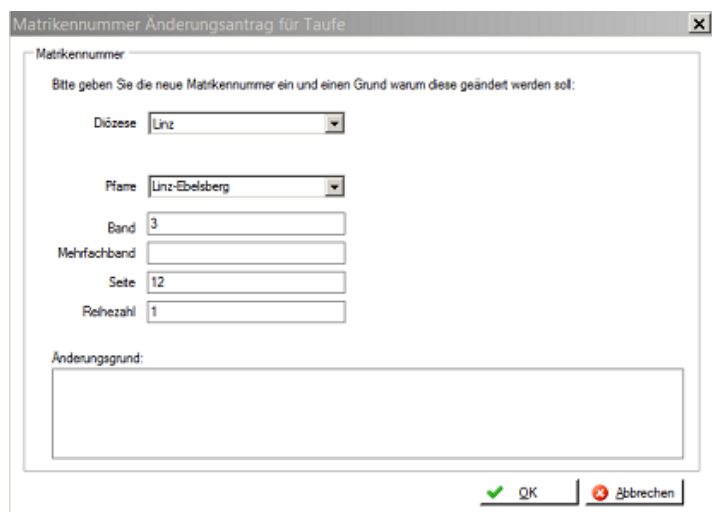 Matrikennummer Änderungsantrag für Taufe
Matrikennummer
Bitte geben Sie die neue Matrikennummer ein und einen Grund warum diese geändert werden soll:
Diözese Linz
Pfarre Linz-Ebelsberg
Band 3
Mehrfachband
Seite 12
Reihezahl 1
Änderungsgrund:
OK Abbrechen